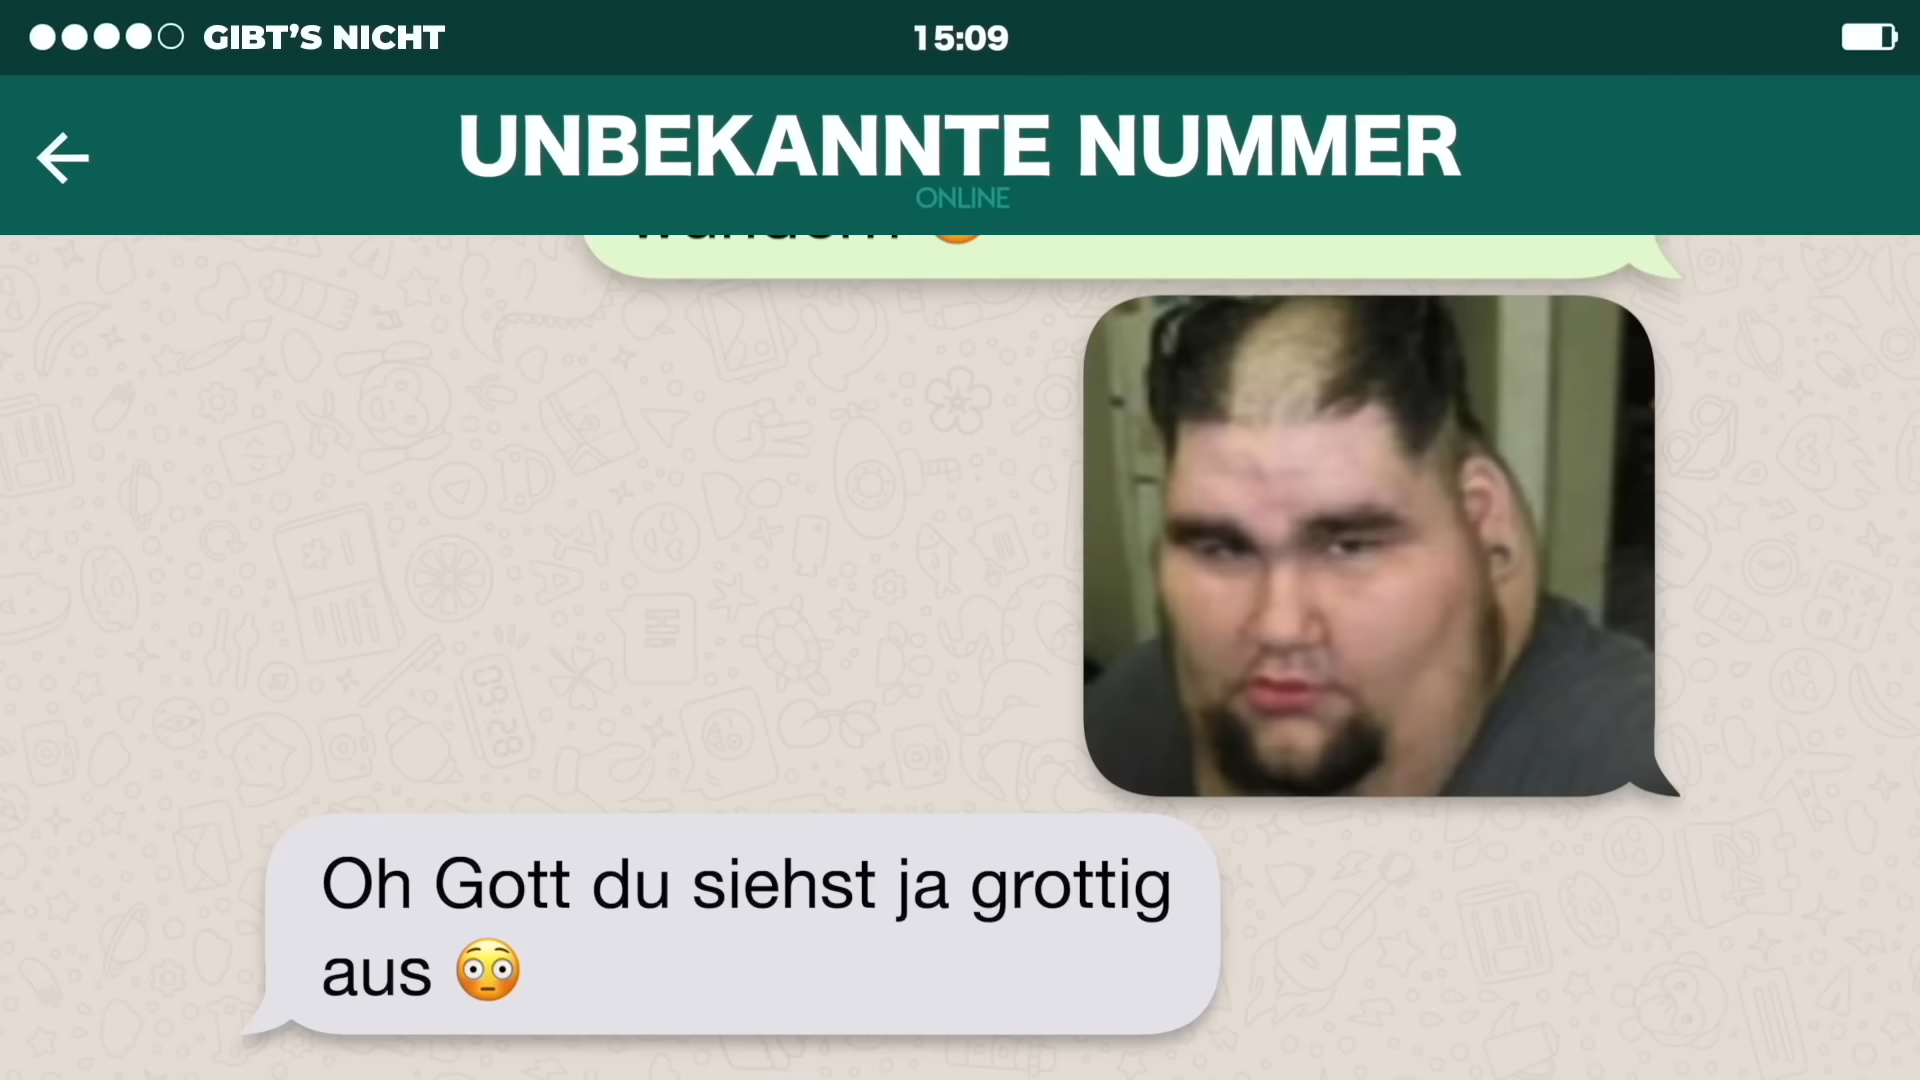 GIBT'S NICHT
15:09
UNBEKANNTE NUMMER
ONLINE
Oh Gott du siehst ja grottig
aus 😳